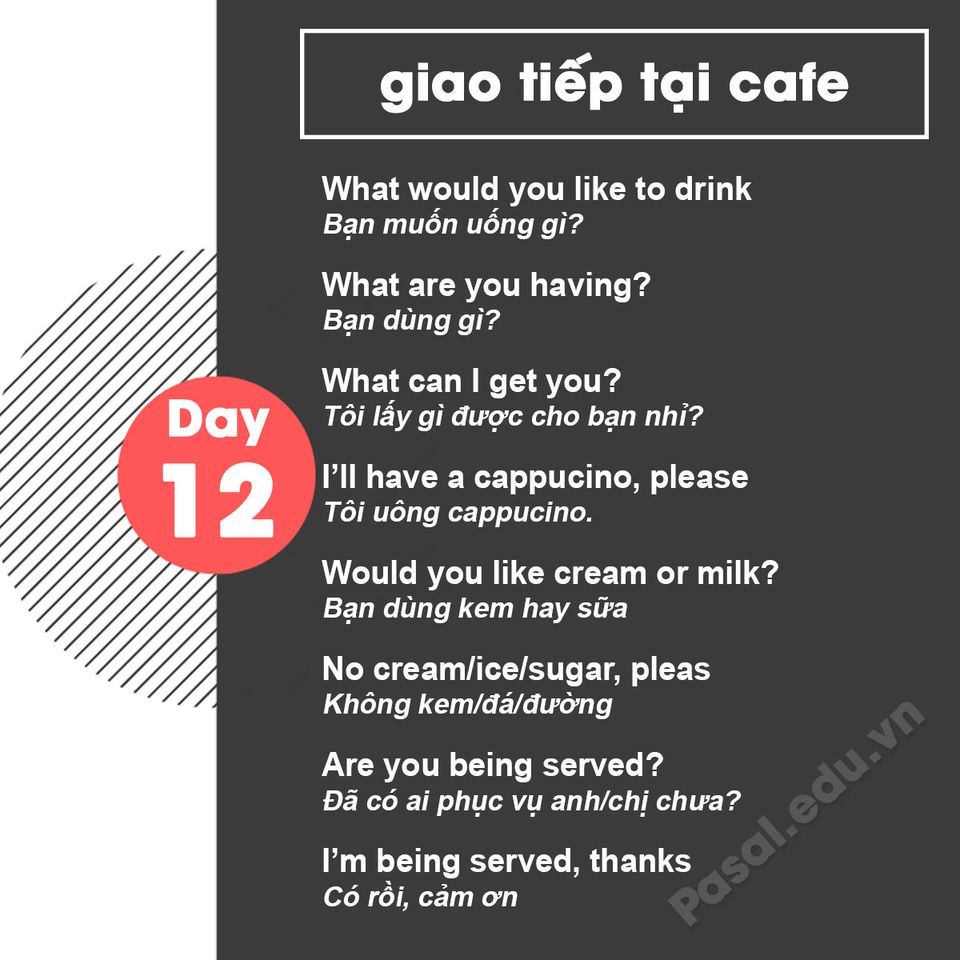 giao tiếp tại cafe
What would you like to drink
Bạn muốn uống gì?
What are you having?
Bạn dùng gì?
What can I get you?
Tôi lấy gì được cho bạn nhỉ?
Day
12
I'll have a cappucino, please
Tôi uông cappucino.
Would you like cream or milk?
Bạn dùng kem hay sữa
No cream/ice/sugar, pleas
Không kem/đá/đường
Are you being served?
Đã có ai phục vụ anh/chị chưa?
I'm being served, thanks
Có rồi, cảm ơn
Pasal.edu.vn